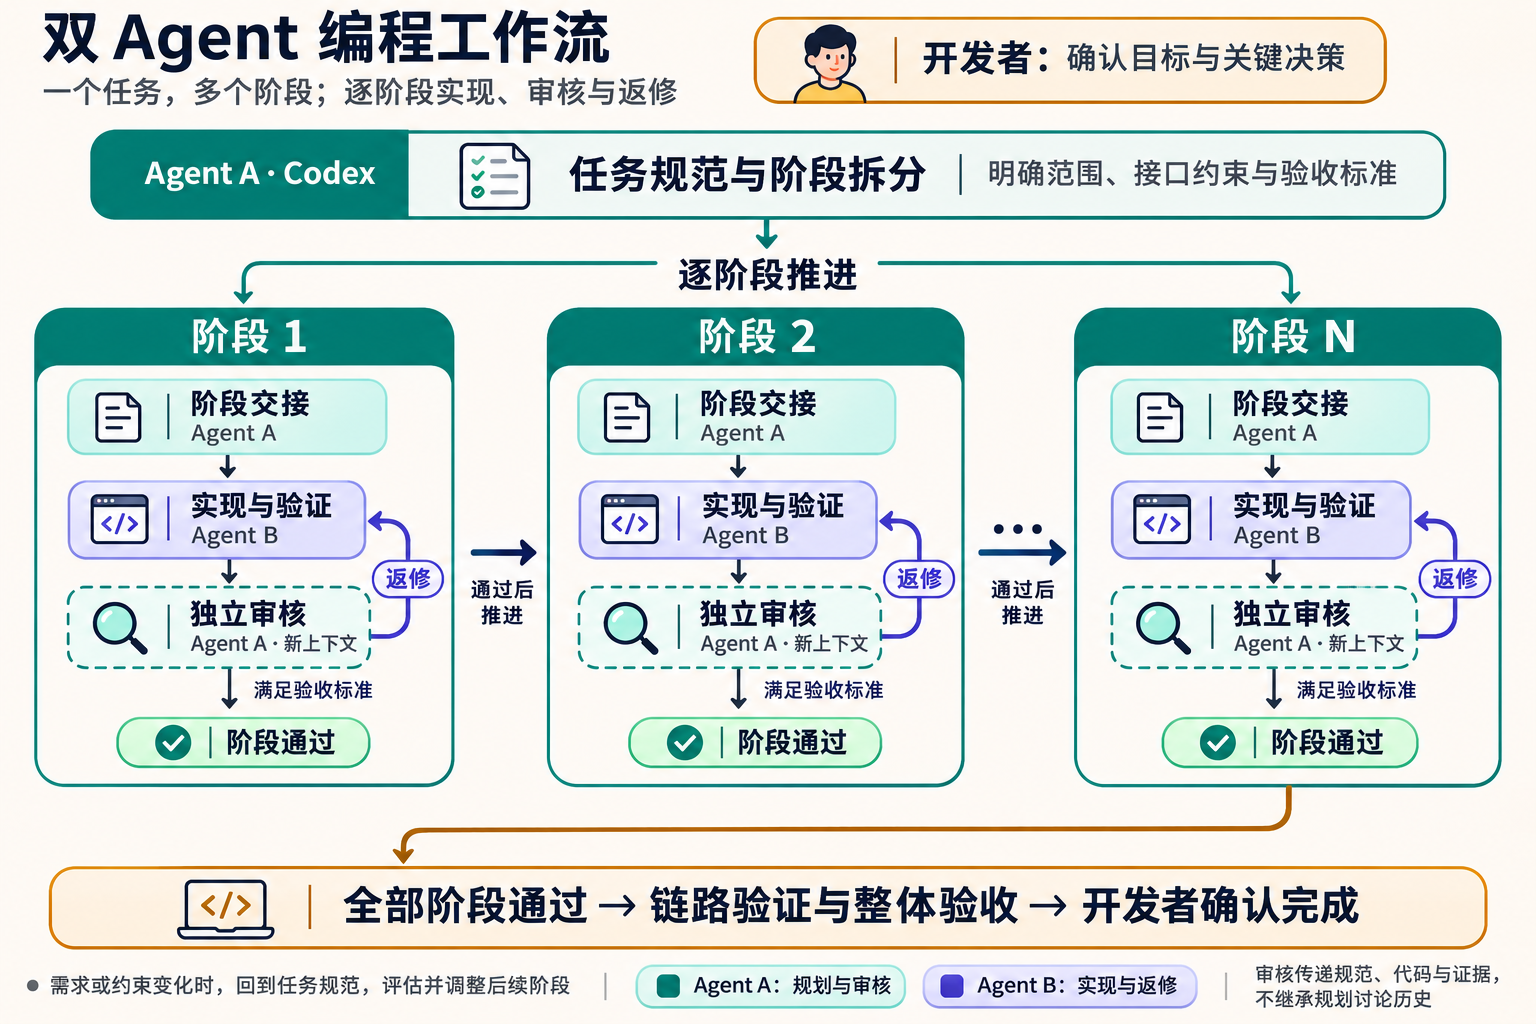 双 Agent 编程工作流
一个任务，多个阶段；逐阶段实现、审核与返修
开发者：确认目标与关键决策
Agent A · Codex
任务规范与阶段拆分
明确范围、接口约束与验收标准
逐阶段推进
阶段 1
阶段交接
Agent A
</>
实现与验证
Agent B
返修
独立审核
Agent A · 新上下文
满足验收标准
阶段通过
通过后
推进
阶段 2
阶段交接
Agent A
</>
实现与验证
Agent B
返修
独立审核
Agent A · 新上下文
满足验收标准
阶段通过
•••
通过后
推进
阶段 N
阶段交接
Agent A
</>
实现与验证
Agent B
返修
独立审核
Agent A · 新上下文
满足验收标准
阶段通过
</>
全部阶段通过 → 链路验证与整体验收 → 开发者确认完成
● 需求或约束变化时，回到任务规范，评估并调整后续阶段
Agent A：规划与审核
Agent B：实现与返修
审核传递规范、代码与证据，
不继承规划讨论历史